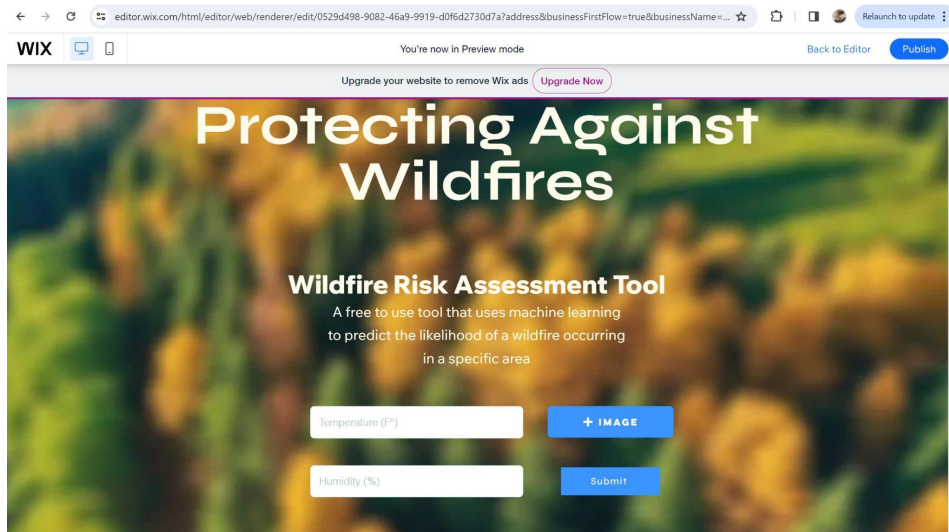 editor.wix.com/html/editor/web/renderer/edit/0529d498-9082-46a9-9919-d0f6d2730d7a?address&businessFirstFlow=true&businessName=...
Relaunch to update
WIX
You're now in Preview mode
Back to Editor
Publish
Upgrade your website to remove Wix ads
Upgrade Now
Protecting Against
Wildfires
Wildfire Risk Assessment Tool
A free to use tool that uses machine learning
to predict the likelihood of a wildfire occurring
in a specific area
Temperature (F°)
+ IMAGE
Humidity (%)
Submit